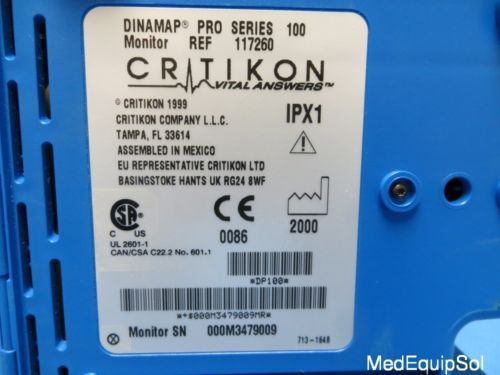 DINAMAP® PRO SERIES 100
Monitor REF 117260
CRITIKON
VITAL ANSWERS™
© CRITIKON 1999
CRITIKON COMPANY L.L.C.
TAMPA, FL 33614
ASSEMBLED IN MEXICO
EU REPRESENTATIVE CRITIKON LTD
BASINGSTOKE HANTS UK RG24 8WF
IPX1
SA
C US
UL 2601-1
CAN/CSA C22.2 No. 601.1
CE
0086
2000
*DP100*
*+$000M3479009MR*
Monitor SN 000M3479009
713-1648
MedEquipSol